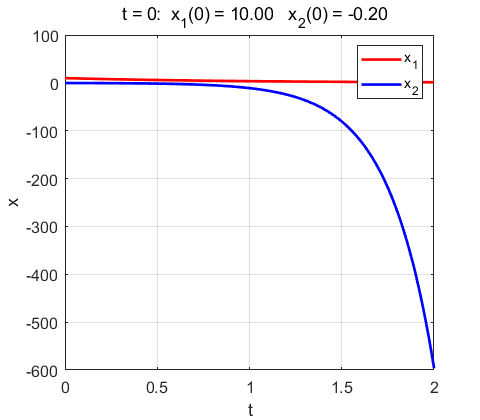 t = 0: x₁(0) = 10.00 x₂(0) = -0.20
100
0
-100
-200
-300
-400
-500
-600
x
x₁
x₂
0
0.5
1
1.5
2
t